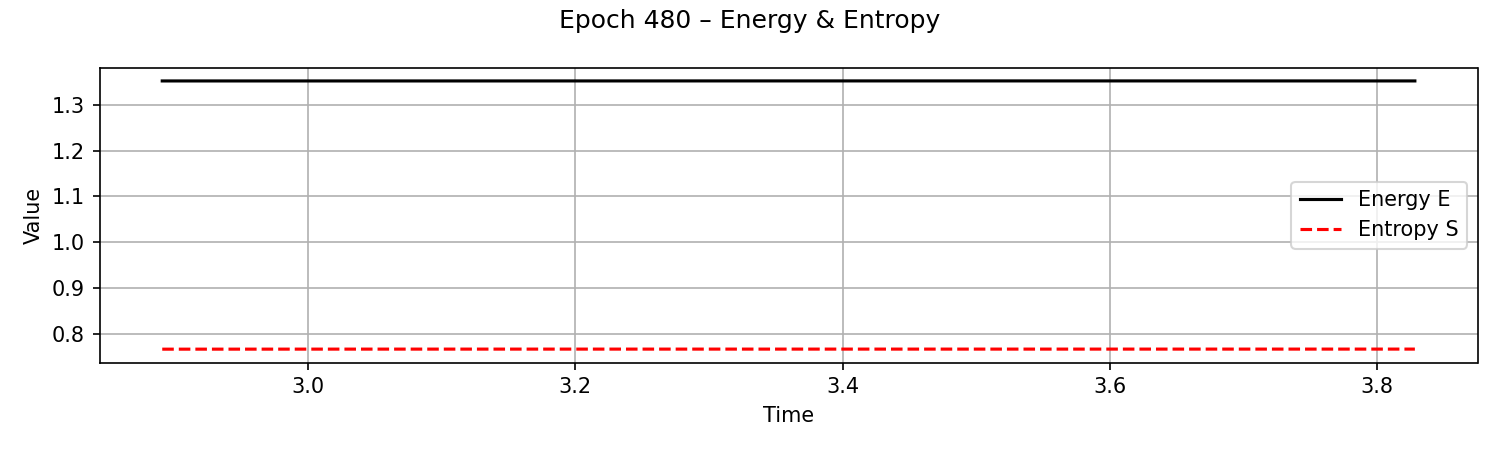 Epoch 480 – Energy & Entropy
Value
1.3
1.2
1.1
1.0
0.9
0.8
Energy E
Entropy S
3.0 3.2 3.4 3.6 3.8
Time